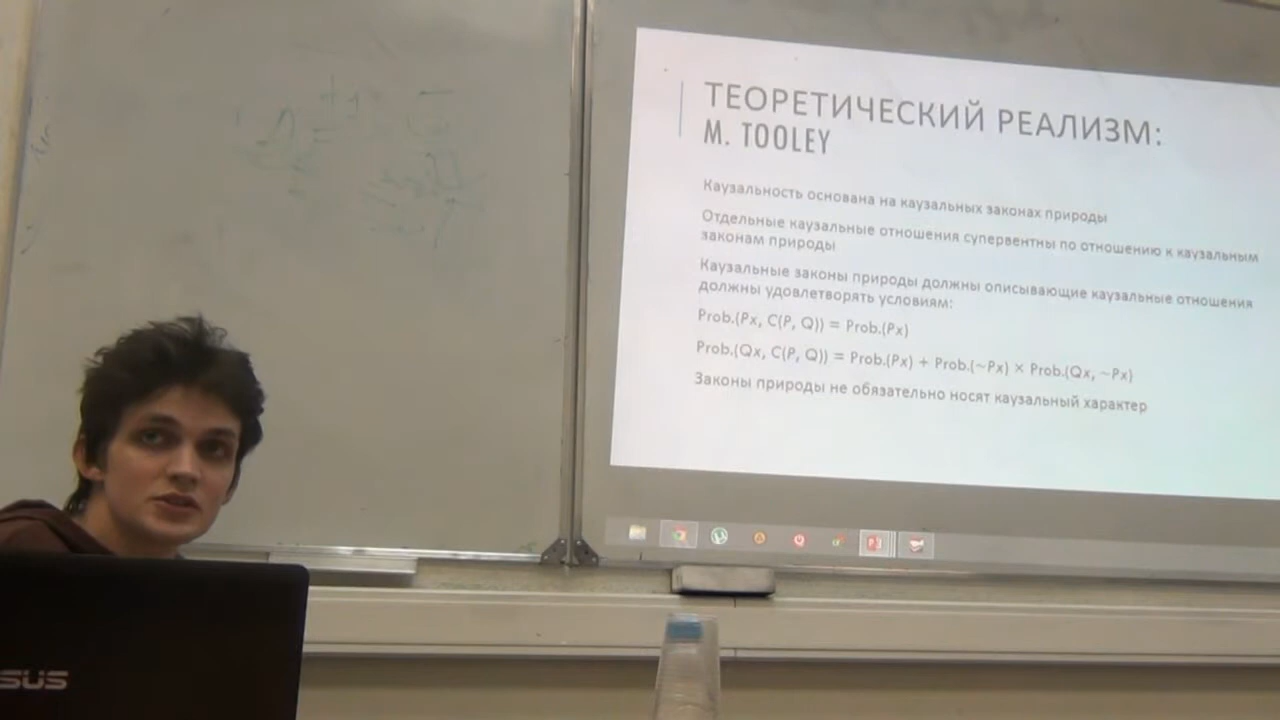 ТЕОРЕТИЧЕСКИЙ РЕАЛИЗМ:
M. TOOLEY
Каузальность основана на каузальных законах природы
Отдельные каузальные отношения супервентны по отношению к каузальным
законам природы
Каузальные законы природы должны описывающие каузальные отношения
должны удовлетворять условиям:
Prob.(Px, C(P, Q)) = Prob.(Px)
Prob.(Qx, C(P, Q)) = Prob.(Px) + Prob.(~Px) × Prob.(Qx, ~Px)
Законы природы не обязательно носят каузальный характер
SUS